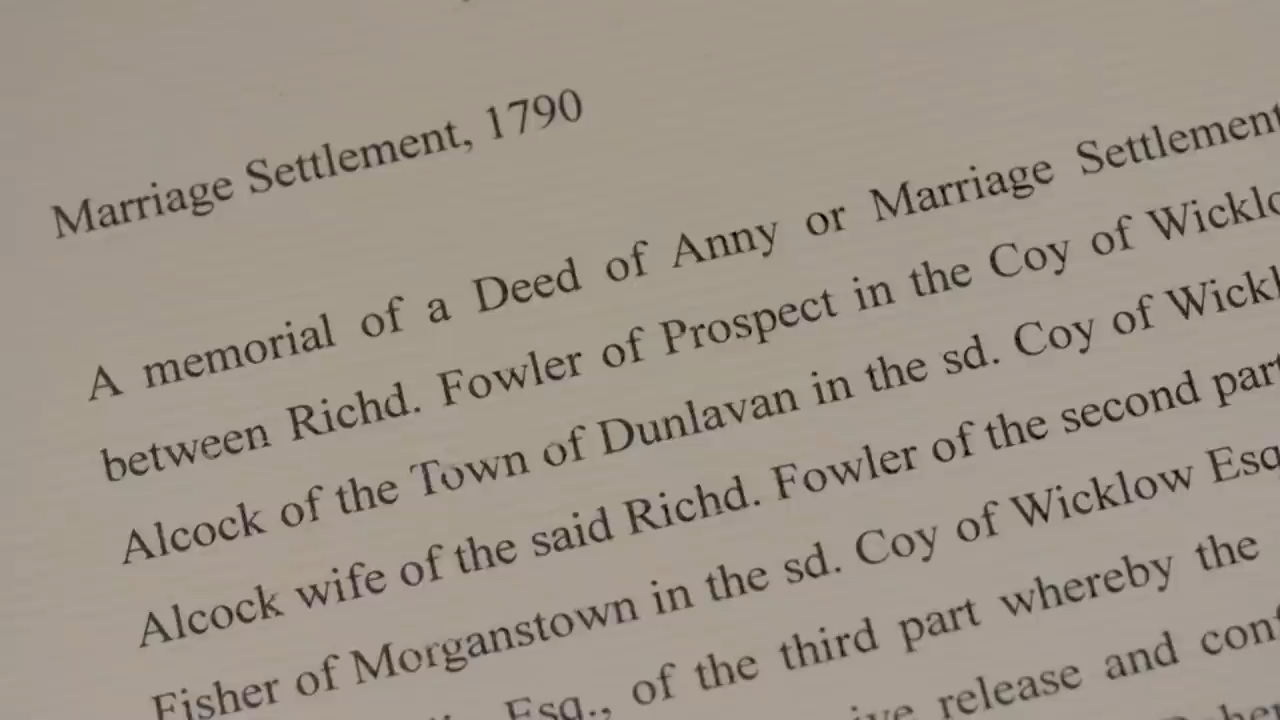 Marriage Settlement, 1790
A memorial of a Deed of Anny or Marriage Settlement
between Richd. Fowler of Prospect in the Coy of
Alcock of the Town of Dunlavan in the sd. Coy of
Alcock wife of the said Richd. Fowler of the second part
Fisher of Morganstown in the sd. Coy of Wicklow Esq
Esq., of the third part whereby the
release and